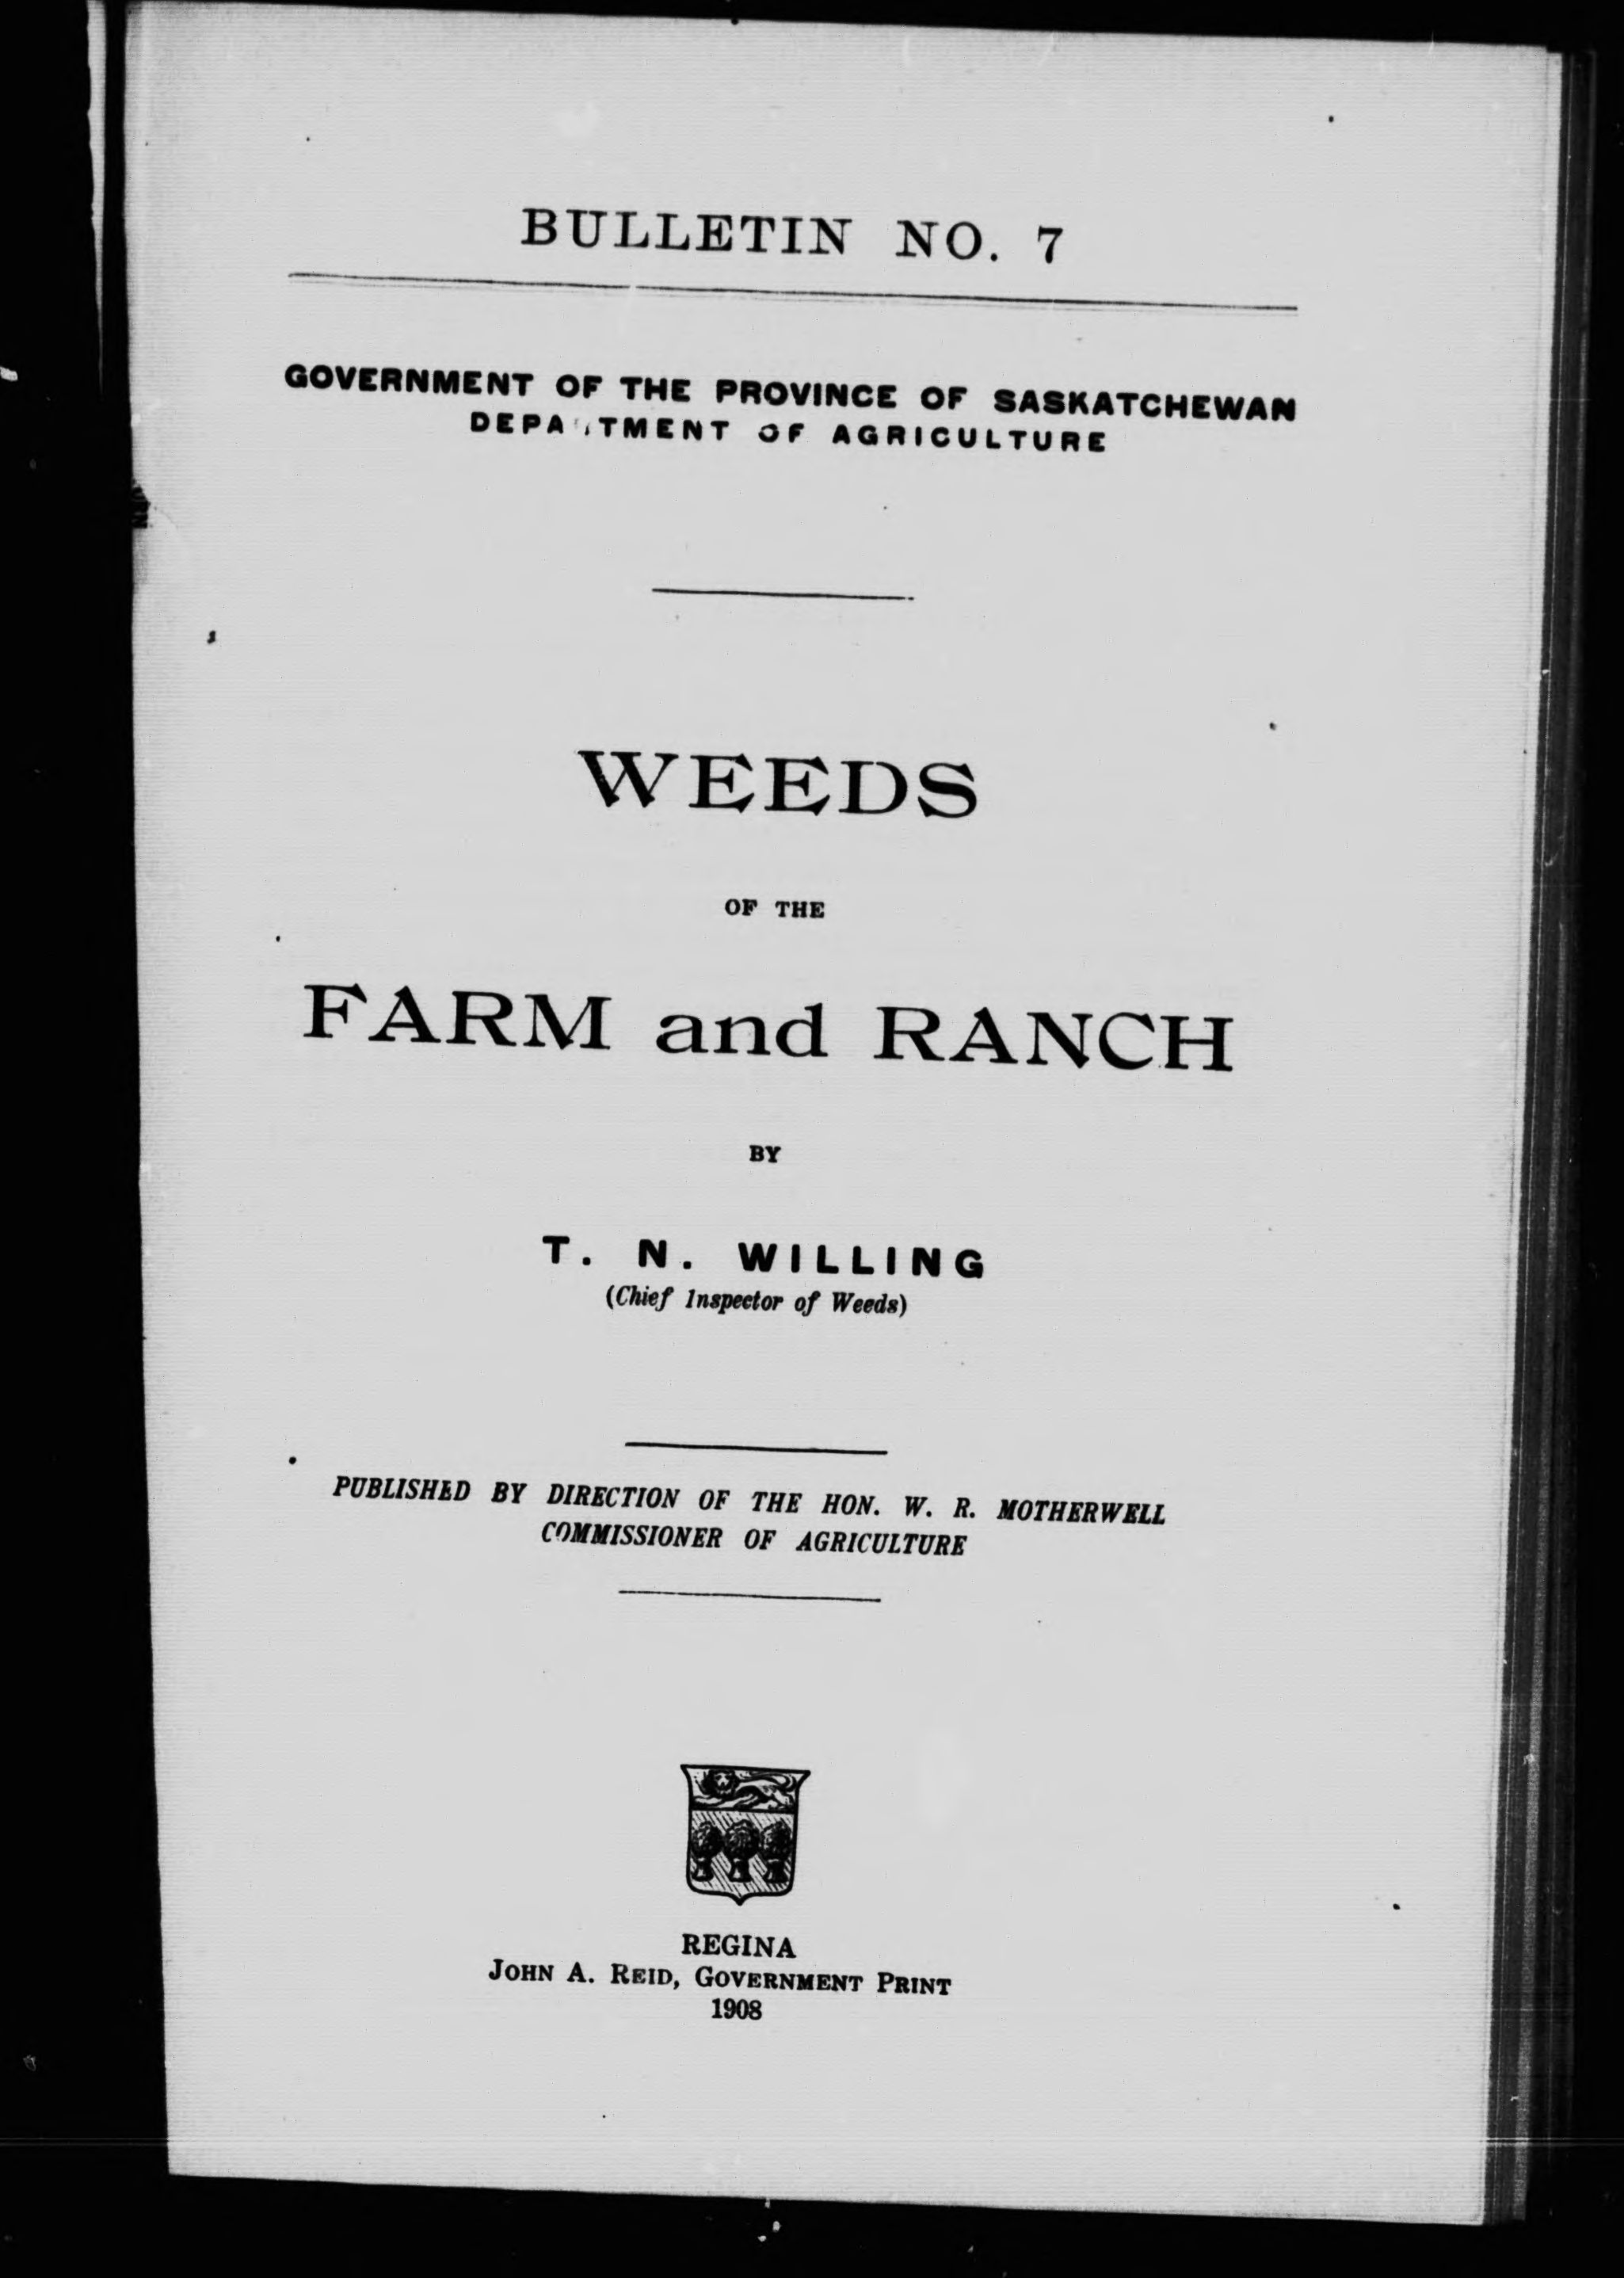 BULLETIN NO. 7
GOVERNMENT OF THE PROVINCE OF SASKATCHEWAN
DEPARTMENT OF AGRICULTURE
WEEDS
OF THE
FARM and RANCH
BY
T. N. WILLING
(Chief Inspector of Weeds)
PUBLISHED BY DIRECTION OF THE HON. W. R. MOTHERWELL
COMMISSIONER OF AGRICULTURE
REGINA
JOHN A. REID, GOVERNMENT PRINT
1908